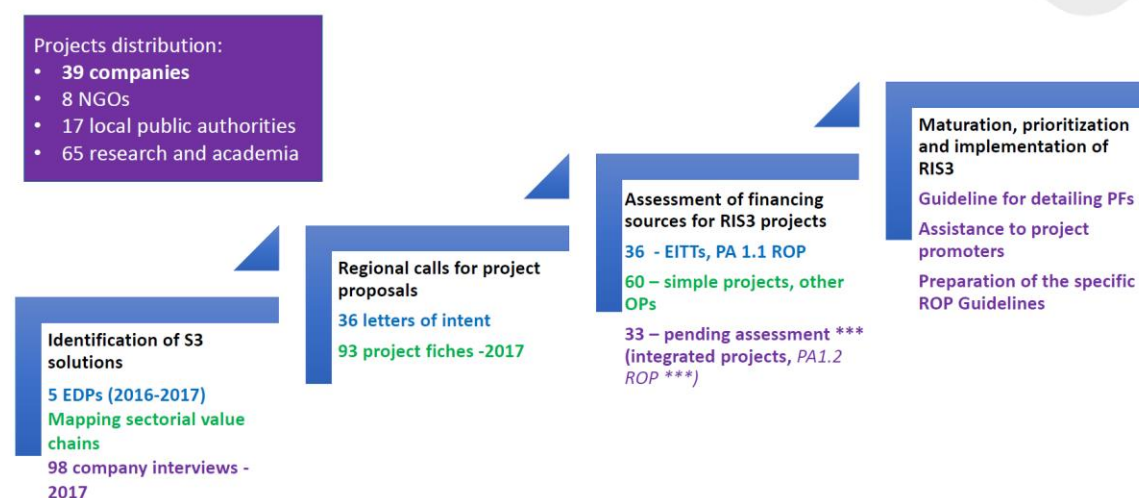 Projects distribution:
• 39 companies
• 8 NGOs
• 17 local public authorities
• 65 research and academia
Identification of S3
solutions
5 EDPs (2016-2017)
Mapping sectorial value
chains
98 company interviews -
2017
Regional calls for project
proposals
36 letters of intent
93 project fiches -2017
Assessment of financing
sources for RIS3 projects
36  - EITTs, PA 1.1 ROP
60 – simple projects, other
OPs
33 – pending assessment ***
(integrated projects, PA1.2
ROP ***)
Maturation, prioritization
and implementation of
RIS3
Guideline for detailing PFs
Assistance to project
promoters
Preparation of the specific
ROP Guidelines